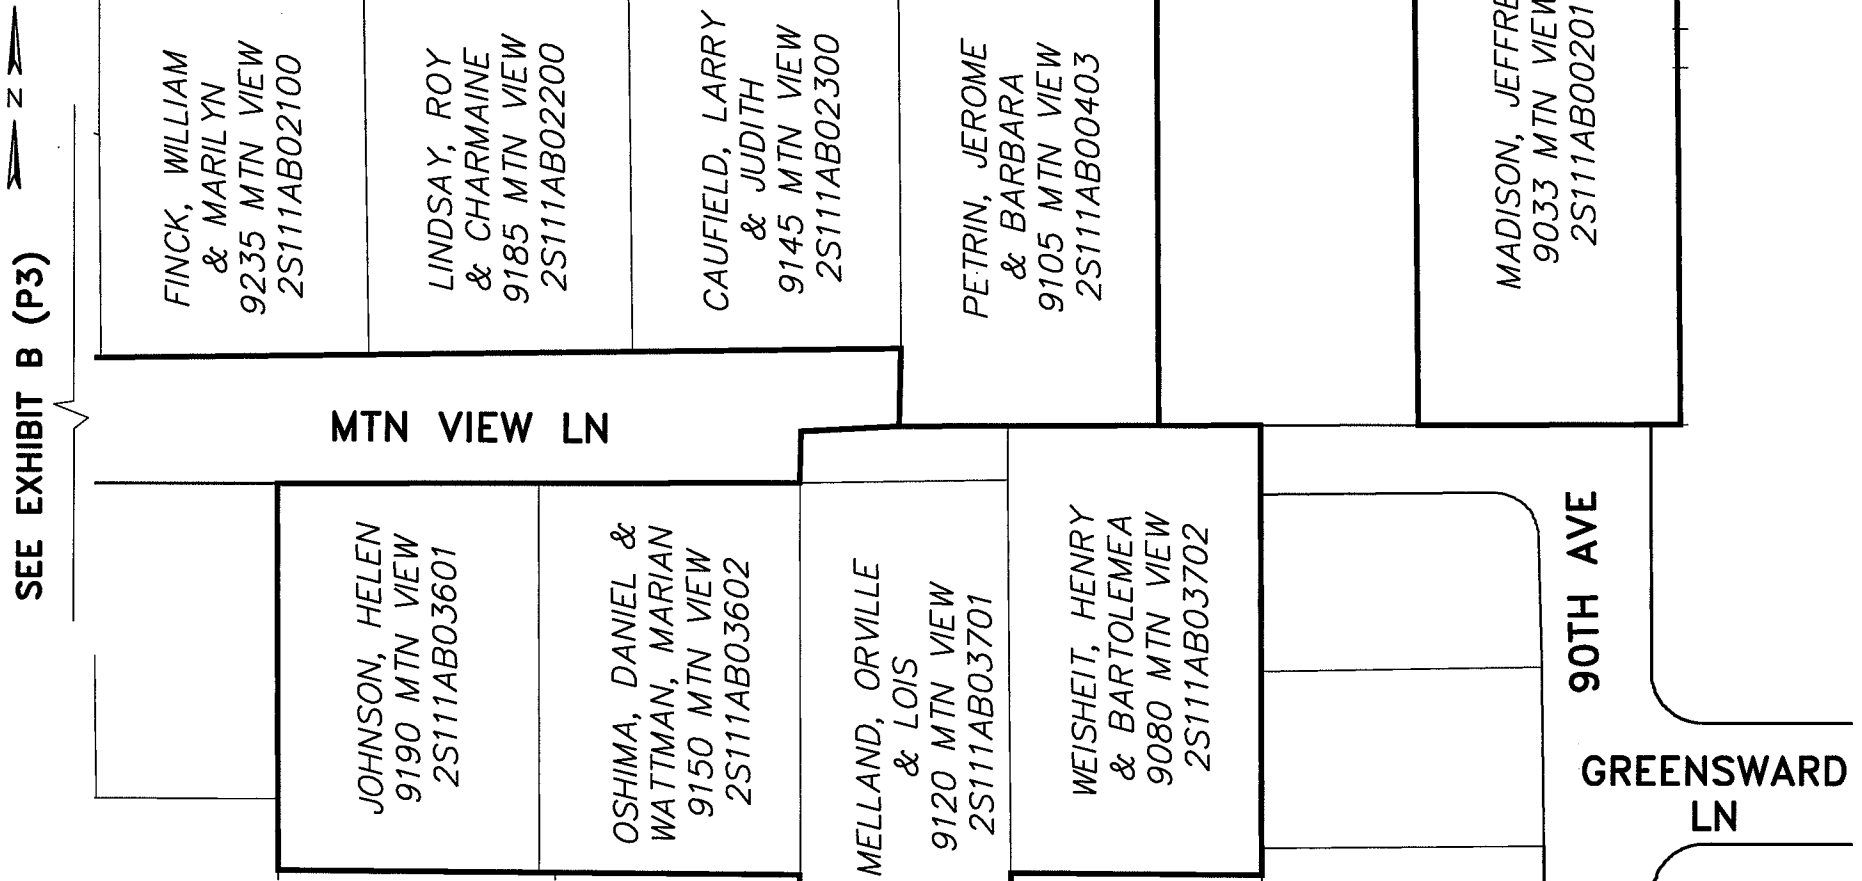 N
SEE EXHIBIT B (P3)
FINCK, WILLIAM
& MARILYN
9235 MTN VIEW
2S111AB02100
LINDSAY, ROY
& CHARMAINE
9185 MTN VIEW
2S111AB02200
CAUFIELD, LARRY
& JUDITH
9145 MTN VIEW
2S111AB02300
PETRIN, JEROME
& BARBARA
9105 MTN VIEW
2S111AB00403
MADISON, JEFFRE
9033 MTN VIEW
2S111AB000201
MTN VIEW LN
JOHNSON, HELEN
9190 MTN VIEW
2S111AB03601
OSHIMA, DANIEL &
WATTMAN, MARIAN
9150 MTN VIEW
2S111AB03602
MELLAND, ORVILLE
& LOIS
9120 MTN VIEW
2S111AB03701
WEISHEIT, HENRY
& BARTOLEMEA
9080 MTN VIEW
2S111AB03702
90TH AVE
GREENSWARD
LN